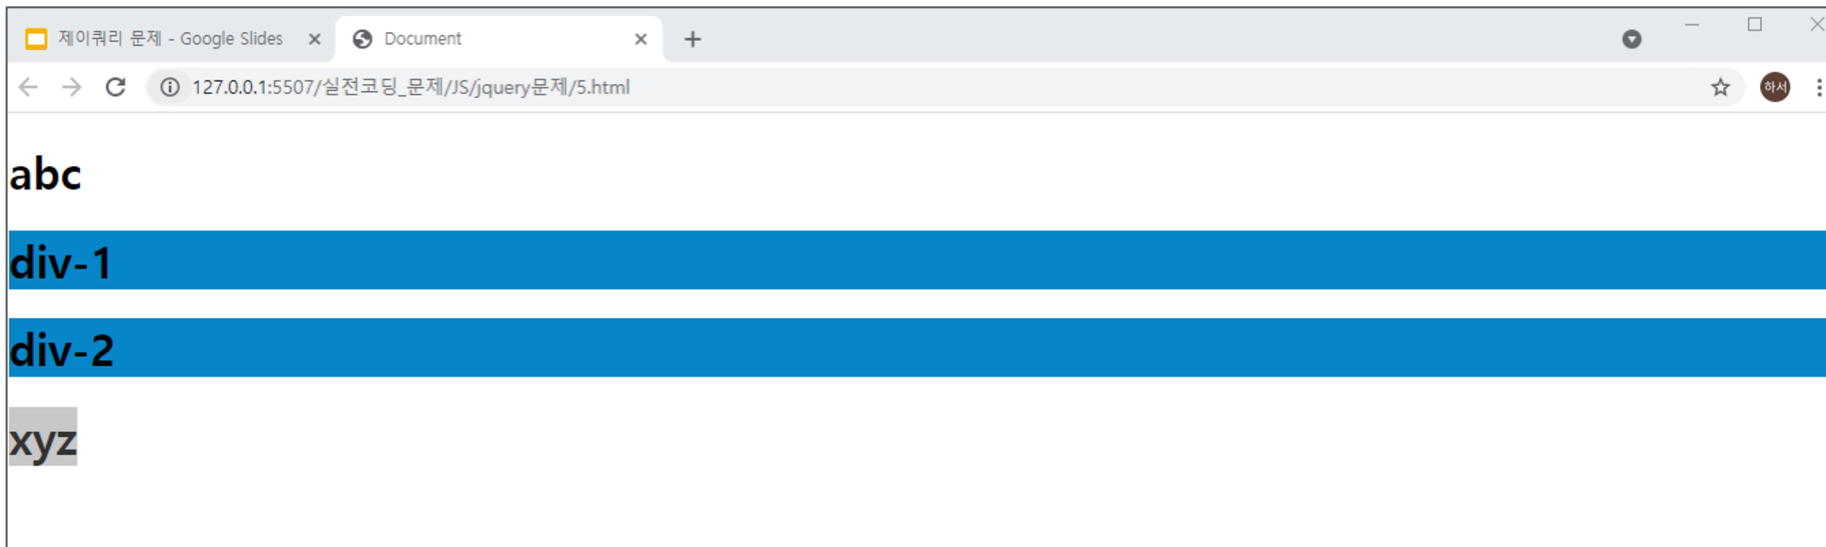 제이쿼리 문제 - Google Slides
Document
127.0.0.1:5507/실전코딩_문제/JS/jquery문제/5.html
하서
abc
div-1
div-2
xyz